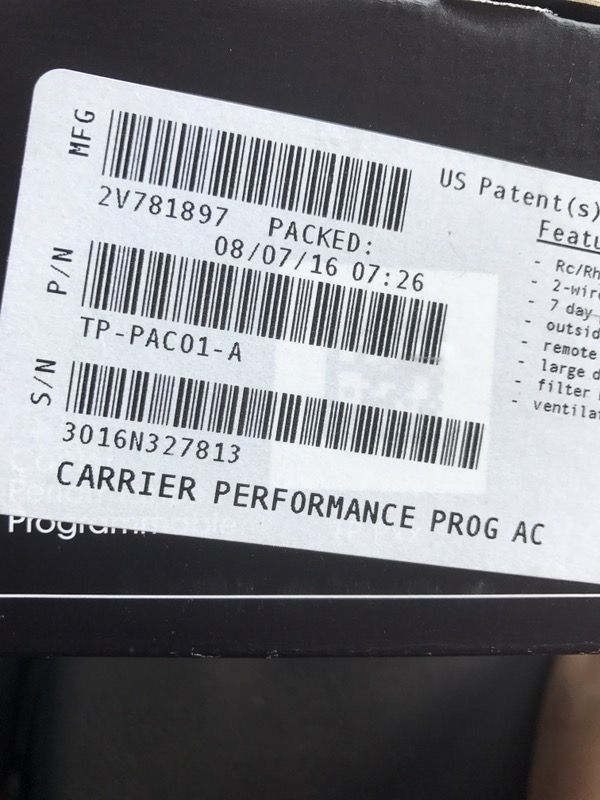 MFG
2V781897 PACKED:
08/07/16 07:26
P/N
TP-PAC01-A
S/N
3016N327813
CARRIER PERFORMANCE PROG AC
US Patent(s)
Featu
- Rc/Rh
- 2-wir
- 7 day
- outsid
- remote
- large d
- filter
- ventila
Programmable